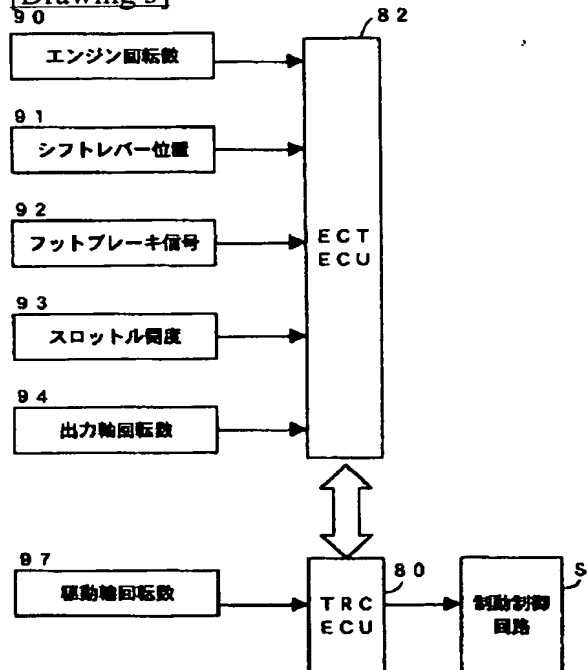 [Drawing 5]
90
エンジン回転数
82
91
シフトレバー位置
92
フットブレーキ信号
ECT
ECU
93
スロットル開度
94
出力軸回転数
97
駆動輪回転数
80
TRC
ECU
S
制動制御
回路